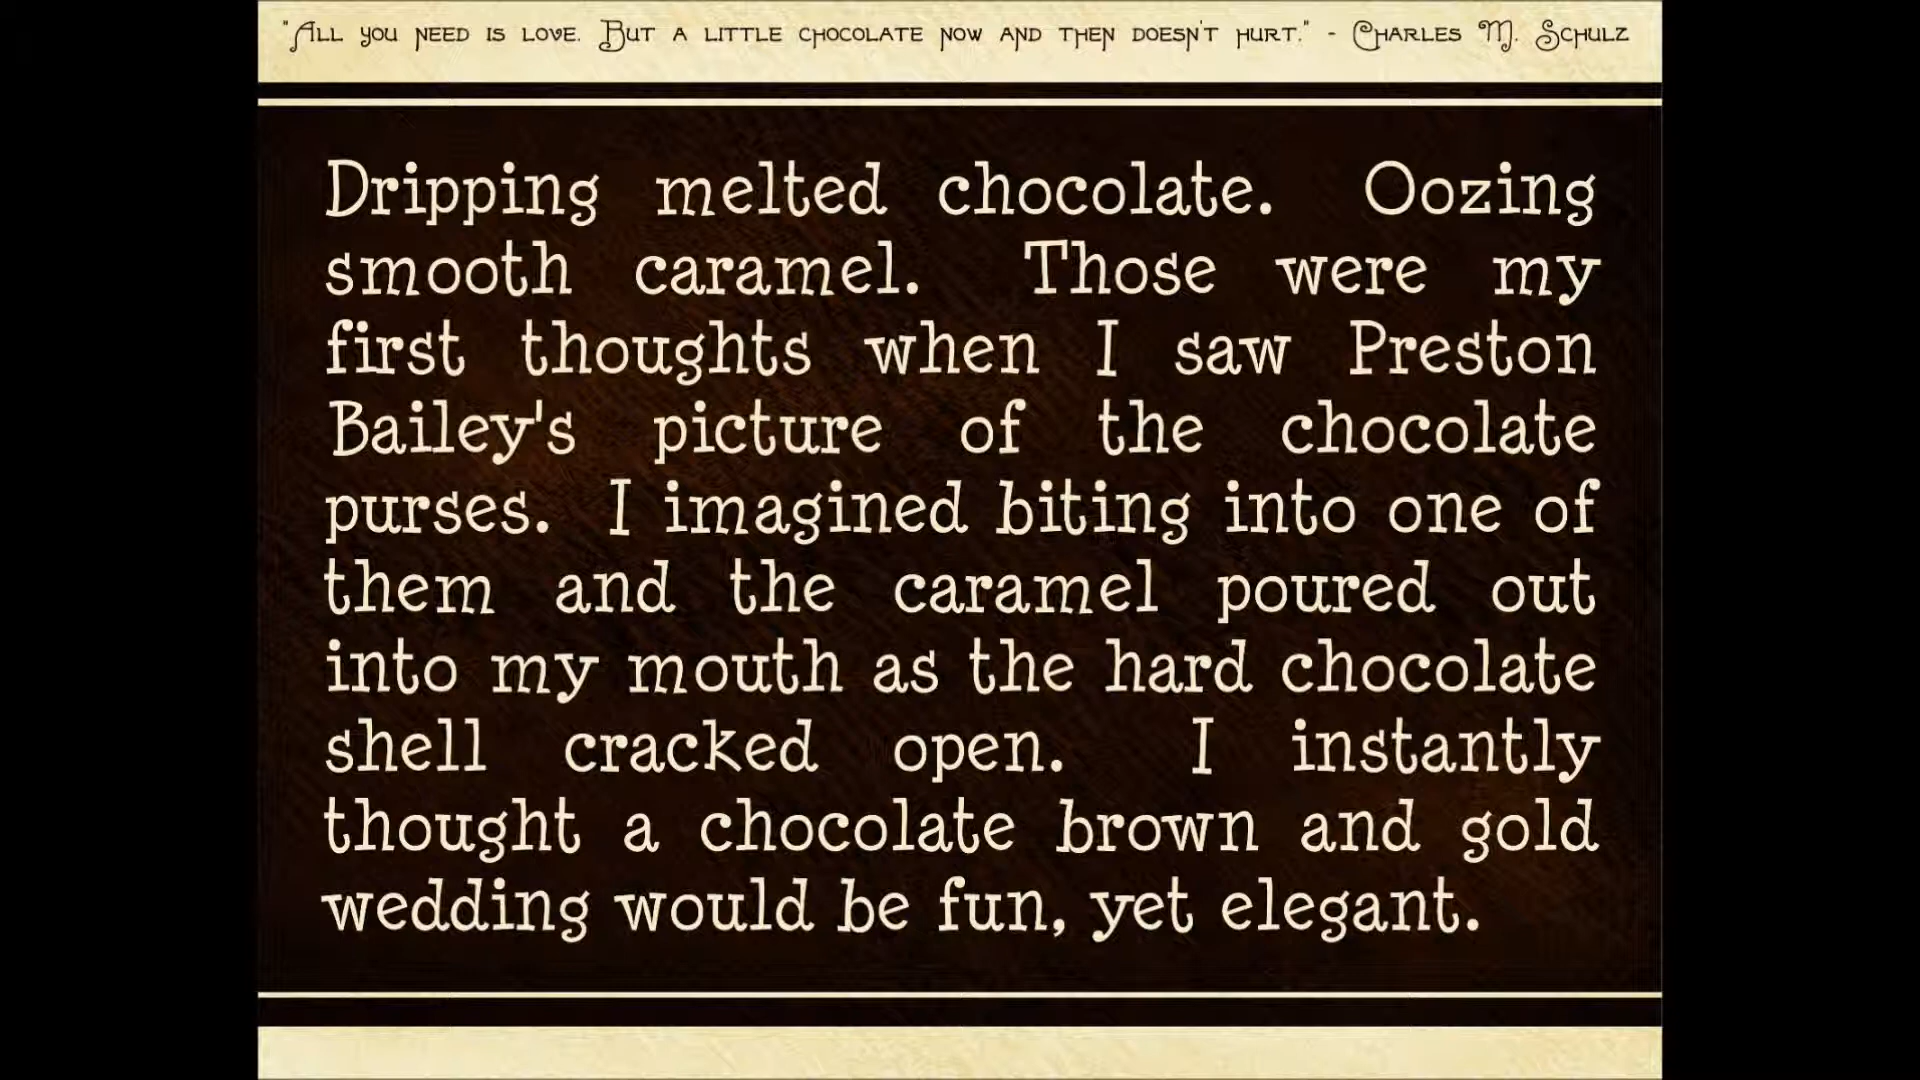 "All you need is love. But a little chocolate now and then doesn't hurt." - Charles M. Schulz
Dripping melted chocolate. Oozing
smooth caramel. Those were my
first thoughts when I saw Preston
Bailey's picture of the chocolate
purses. I imagined biting into one of
them and the caramel poured out
into my mouth as the hard chocolate
shell cracked open. I instantly
thought a chocolate brown and gold
wedding would be fun, yet elegant.